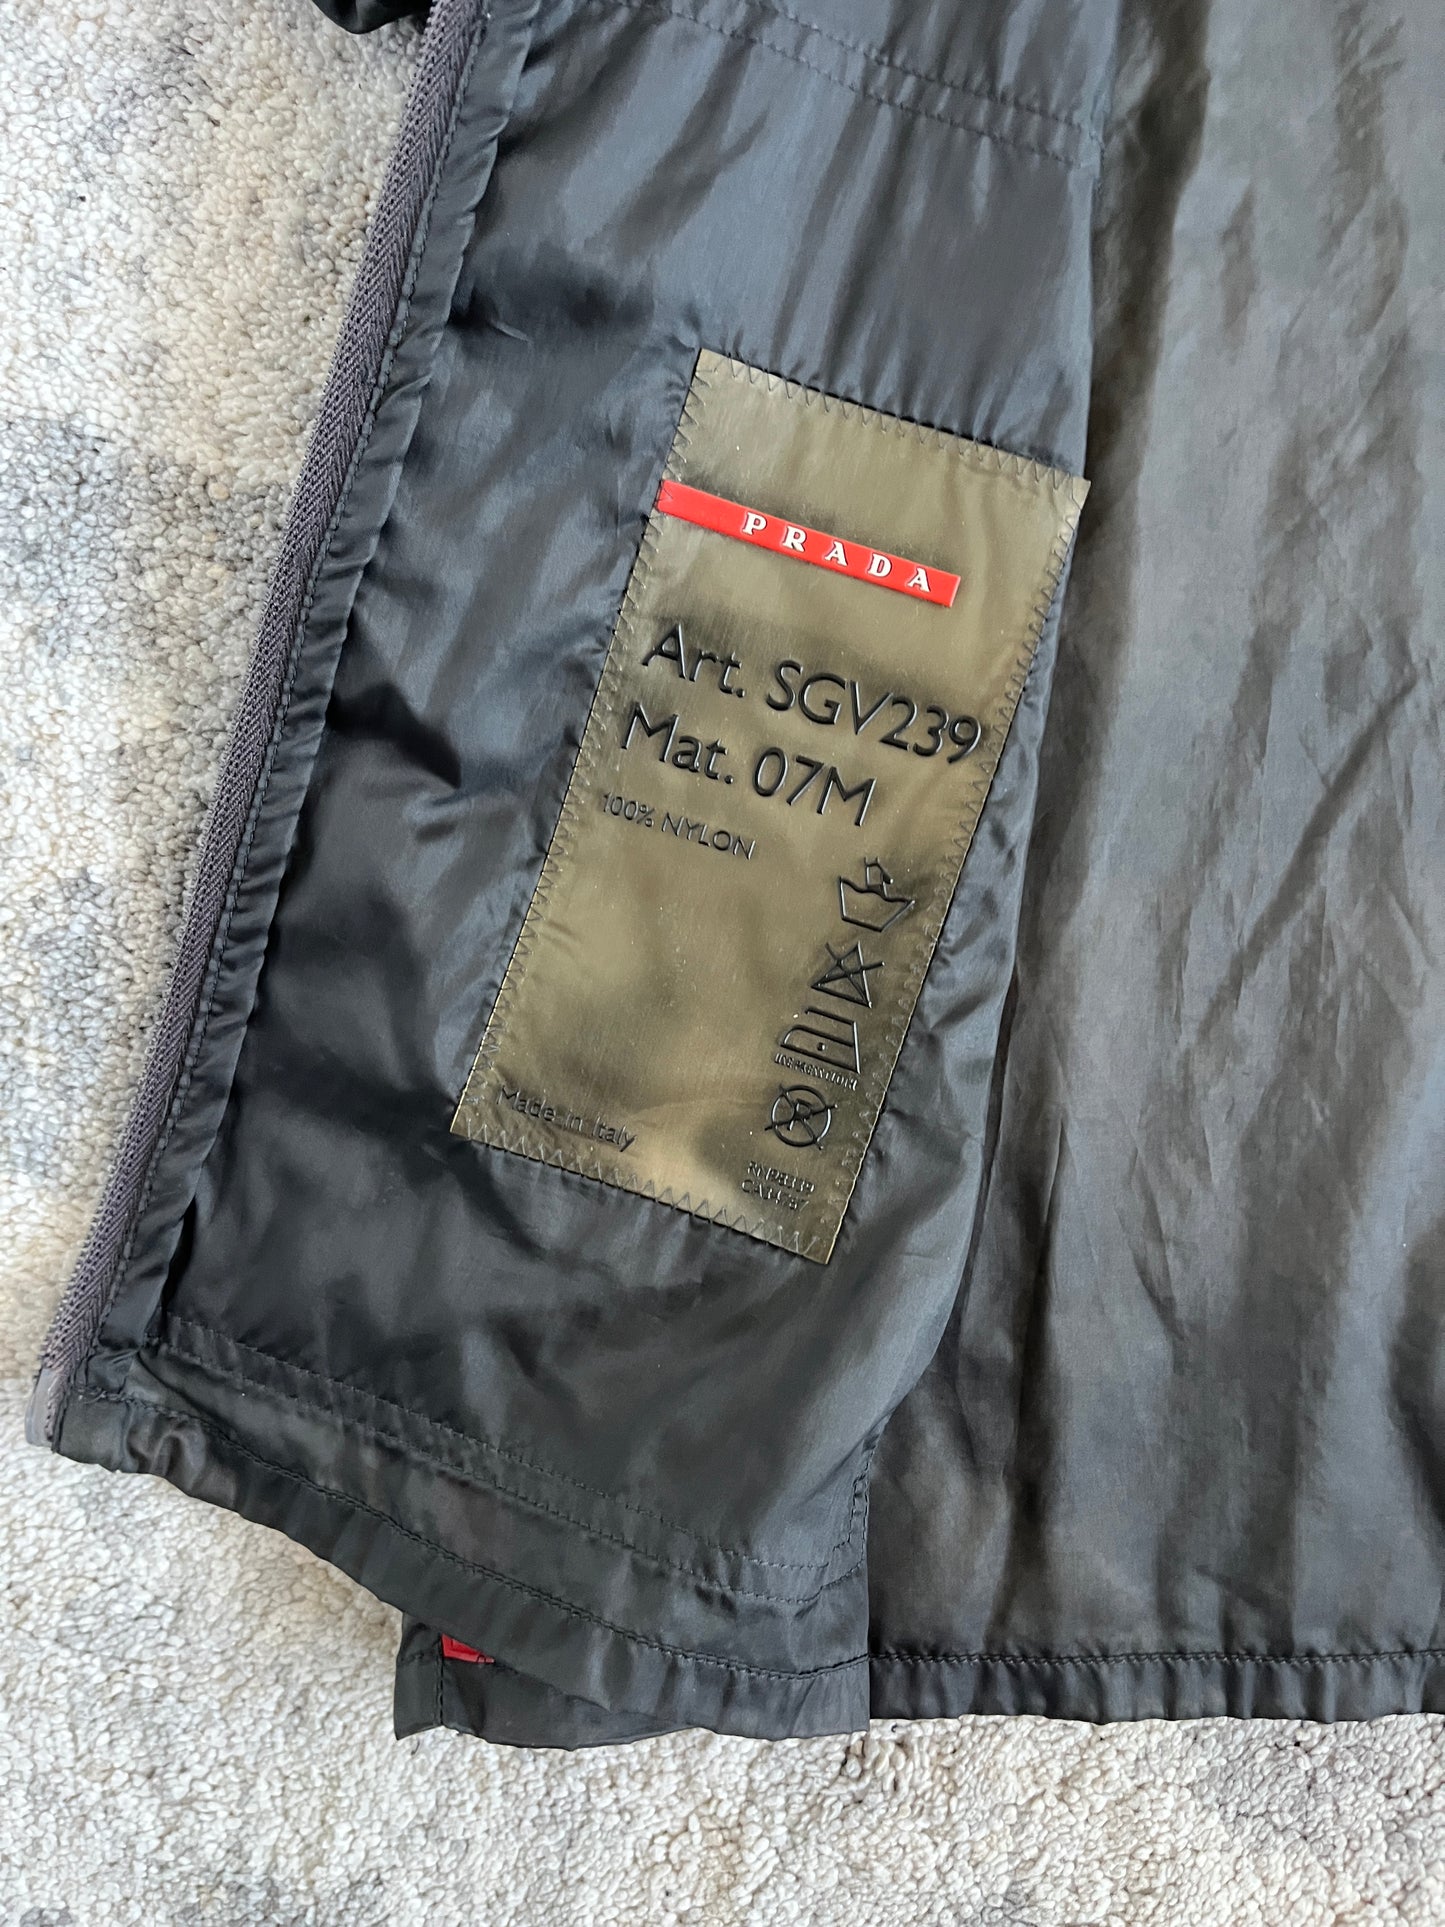 PRADA
Art. SGV239
Mat. 07M
100% NYLON
Made in Italy